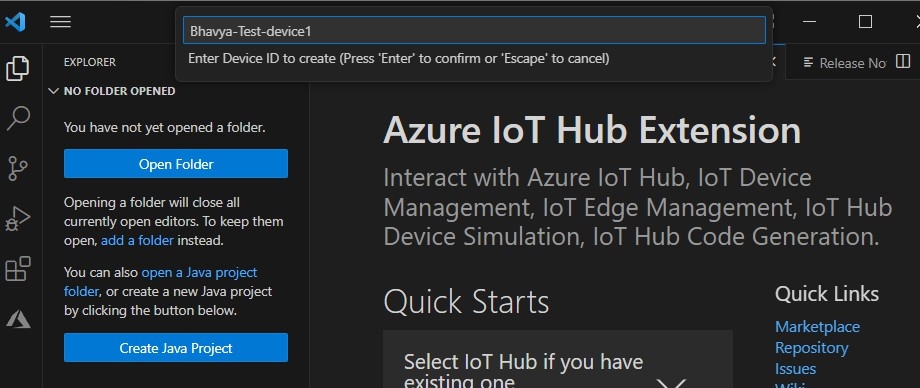 Bhavya-Test-device1
Enter Device ID to create (Press 'Enter' to confirm or 'Escape' to cancel)
EXPLORER
Release No
NO FOLDER OPENED
You have not yet opened a folder.
Open Folder
Opening a folder will close all
currently open editors. To keep them
open, add a folder instead.
You can also open a Java project
folder, or create a new Java project
by clicking the button below.
Create Java Project
Azure IoT Hub Extension
Interact with Azure IoT Hub, IoT Device
Management, IoT Edge Management, IoT Hub
Device Simulation, IoT Hub Code Generation.
Quick Starts
Select IoT Hub if you have
existing one
Quick Links
Marketplace
Repository
Issues